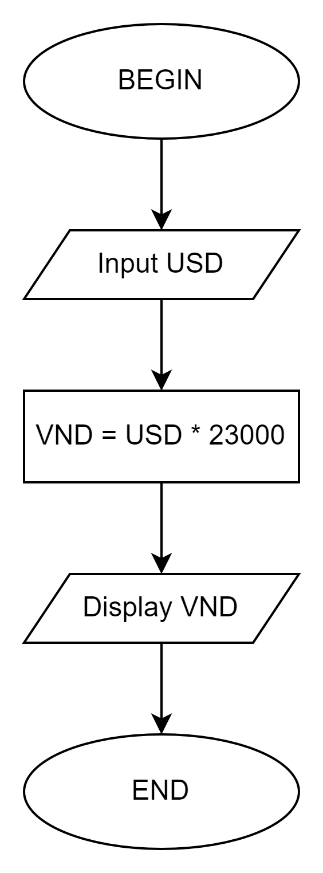 BEGIN
Input USD
VND = USD * 23000
Display VND
END